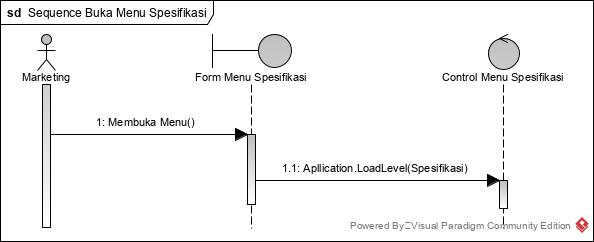 sd Sequence Buka Menu Spesifikasi
Marketing
Form Menu Spesifikasi
Control Menu Spesifikasi
1: Membuka Menu()
1.1: Apllication.LoadLevel(Spesifikasi)
Powered By Visual Paradigm Community Edition